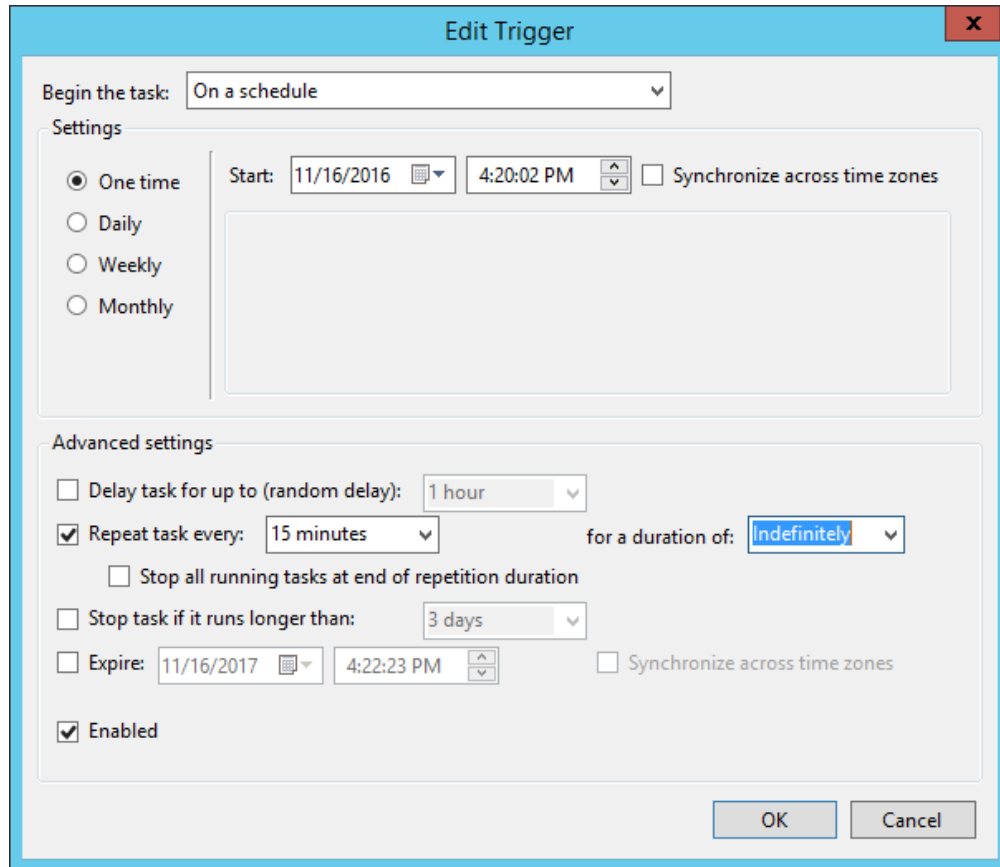 Edit Trigger
x
Begin the task: On a schedule
Settings
One time
Start: 11/16/2016 4:20:02 PM Synchronize across time zones
Daily
Weekly
Monthly
Advanced settings
Delay task for up to (random delay): 1 hour
Repeat task every: 15 minutes for a duration of: Indefinitely
Stop all running tasks at end of repetition duration
Stop task if it runs longer than: 3 days
Expire: 11/16/2017 4:22:23 PM Synchronize across time zones
Enabled
OK Cancel